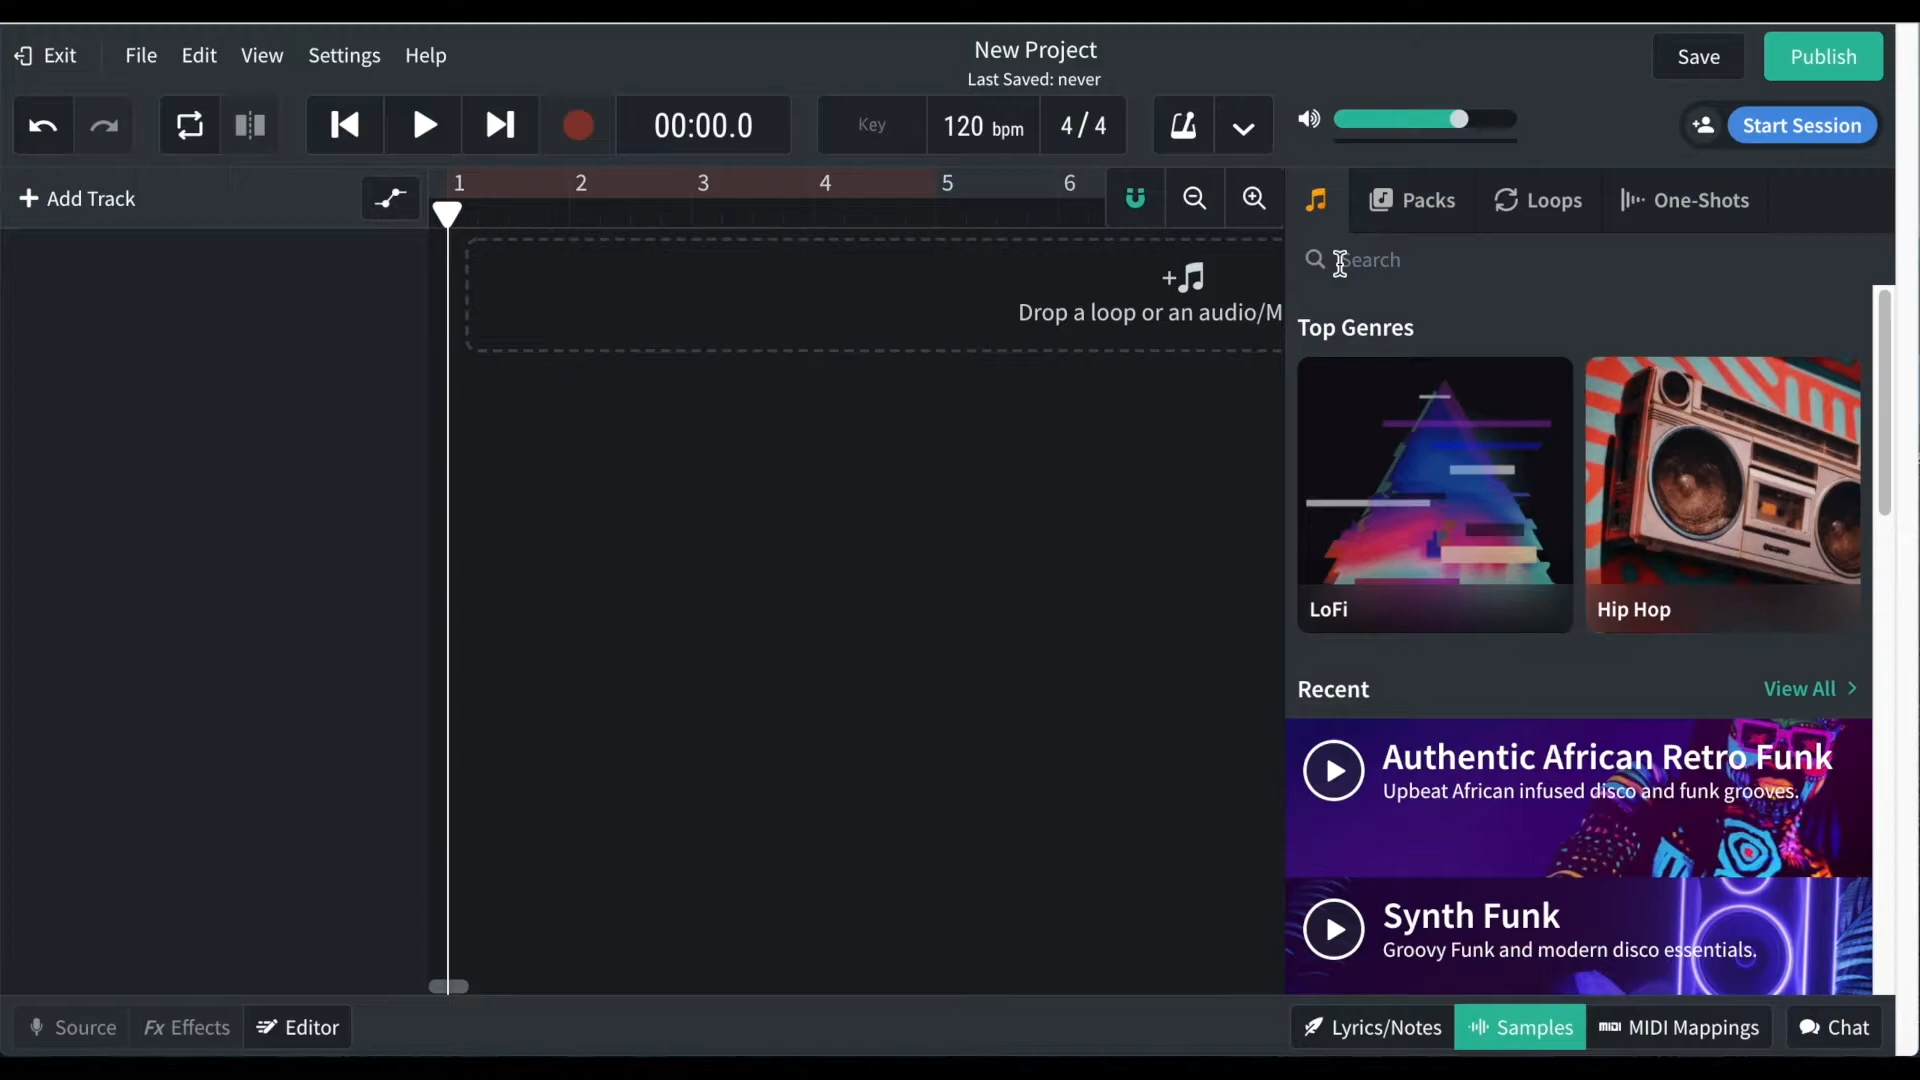 Exit File Edit View Settings Help
New Project
Last Saved: never
Save Publish
00:00.0 Key 120 bpm 4 / 4
Start Session
+ Add Track
1 2 3 4 5 6
Packs Loops One-Shots
Search
Drop a loop or an audio/M
Top Genres
LoFi Hip Hop
Recent View All >
Authentic African Retro Funk
Upbeat African infused disco and funk grooves.
Synth Funk
Groovy Funk and modern disco essentials.
Source Fx Effects Editor Lyrics/Notes Samples MIDI MIDI Mappings Chat